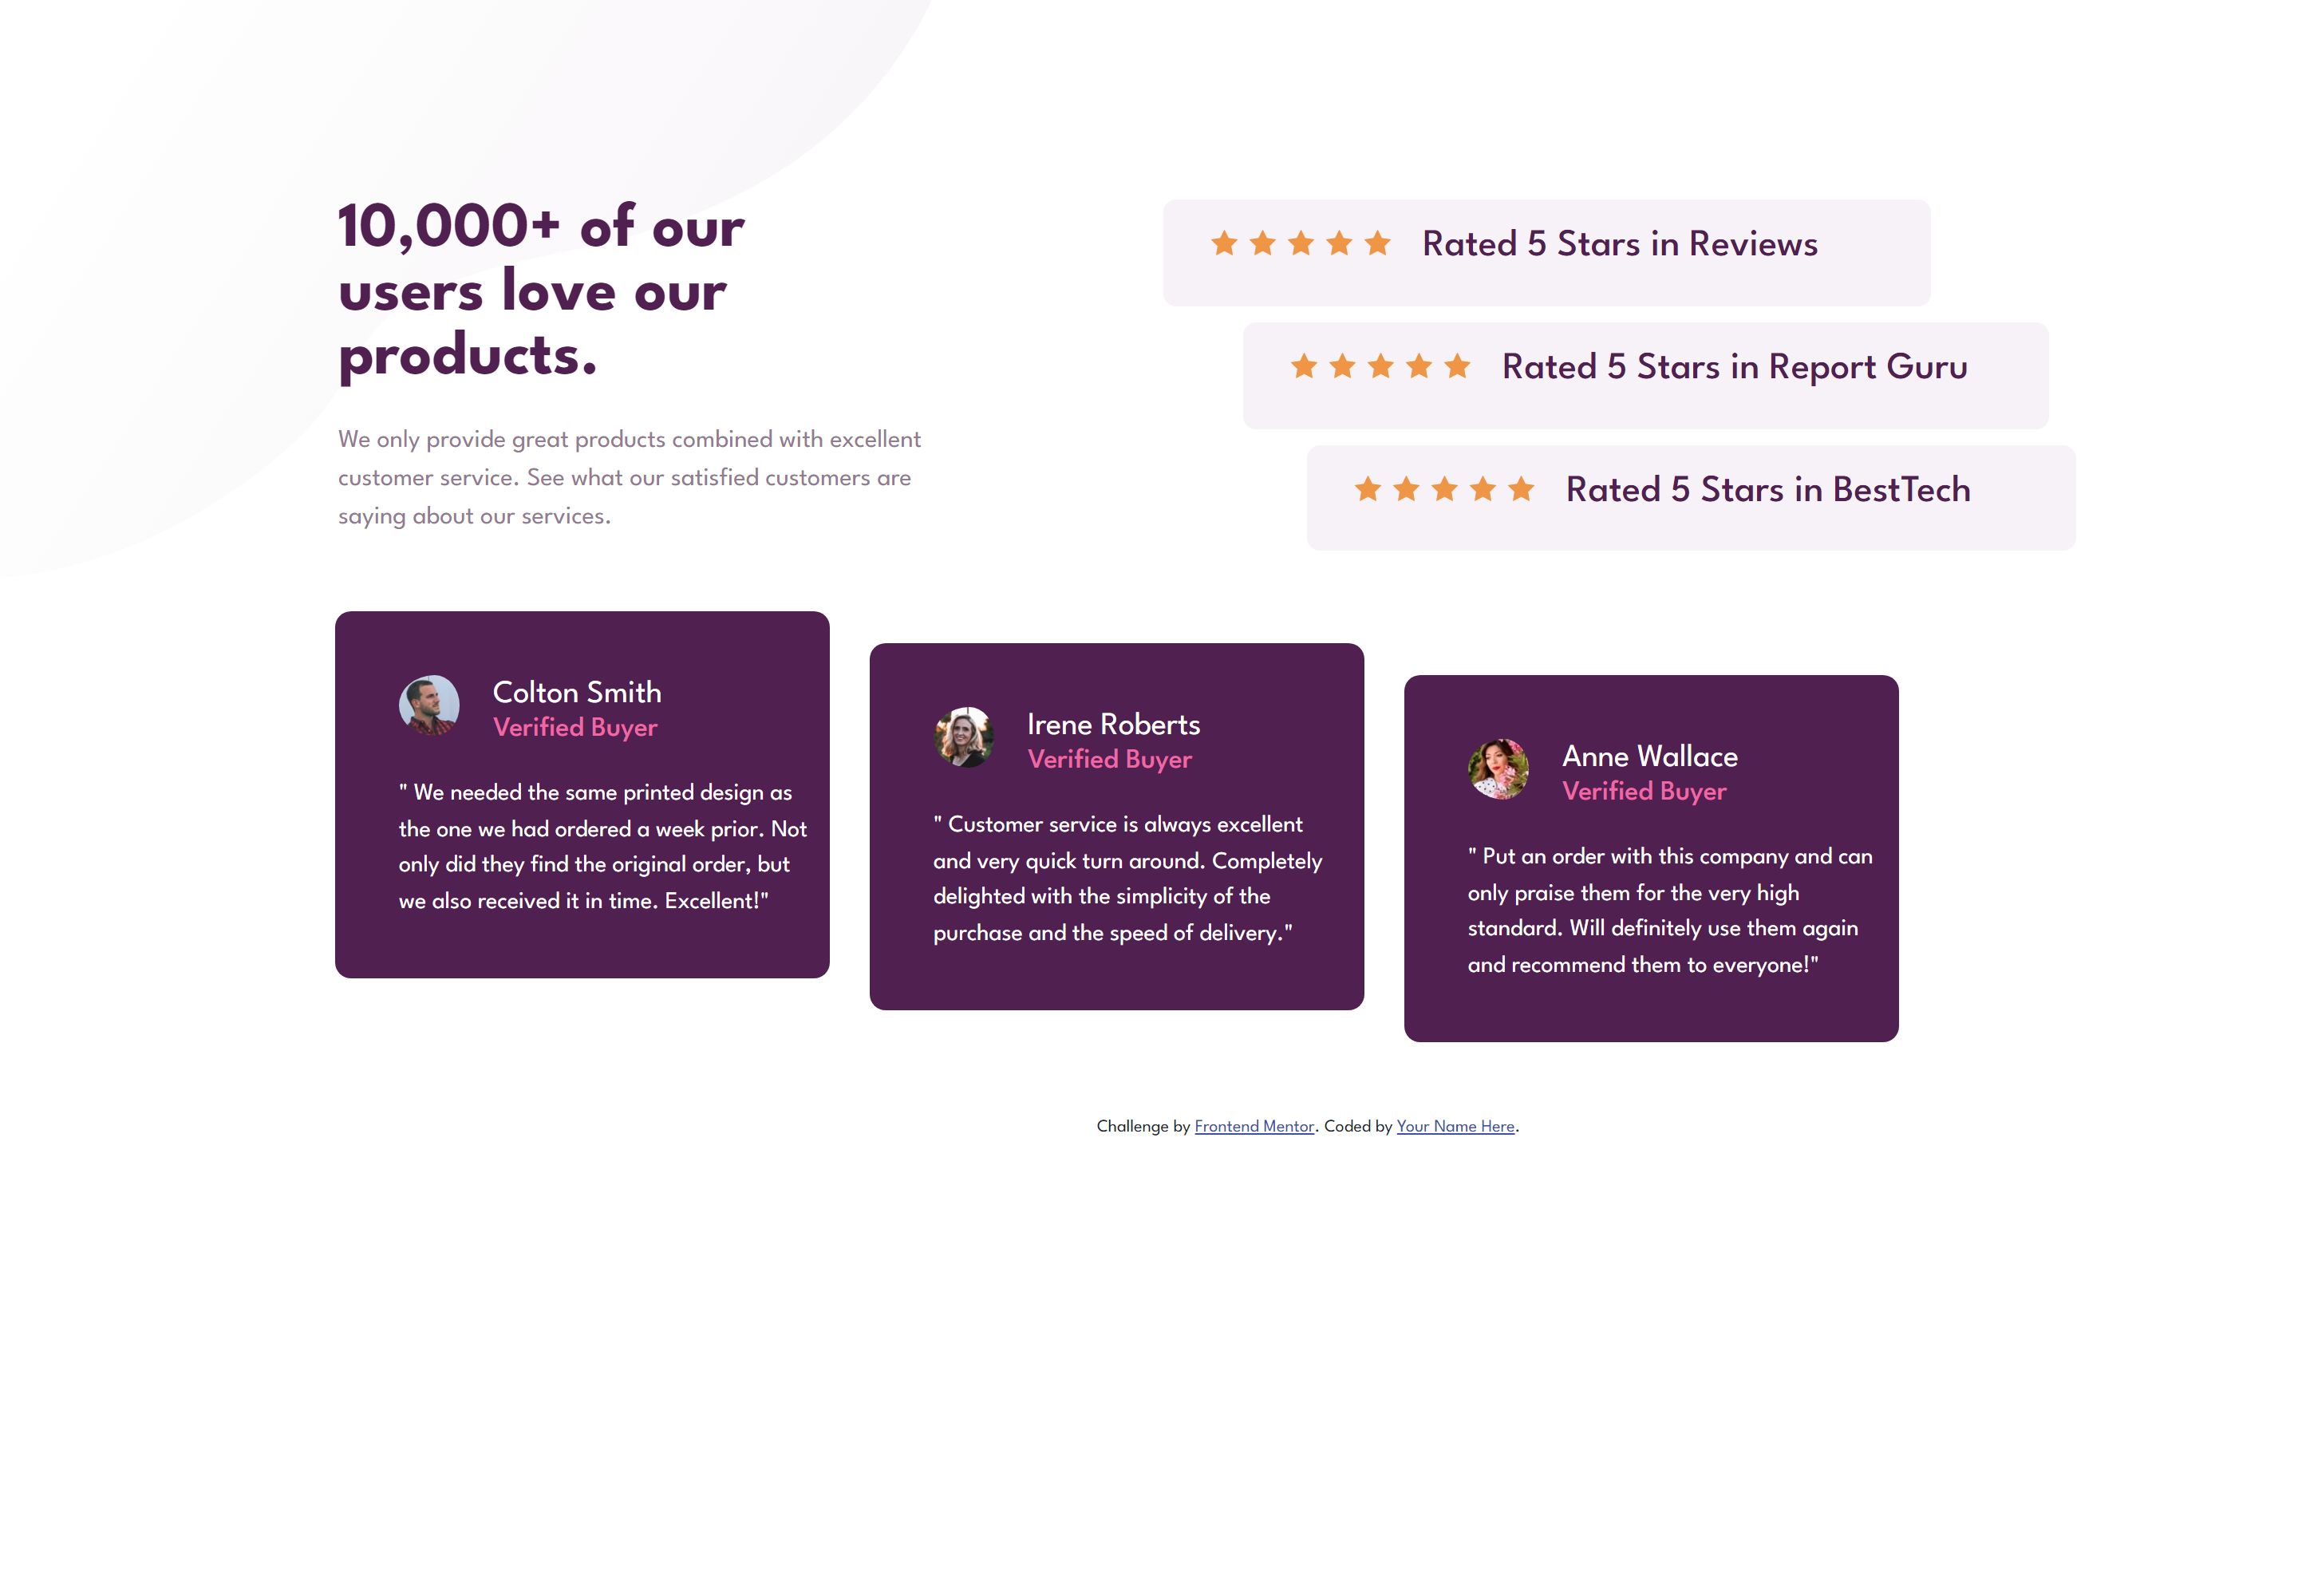 10,000+ of our
users love our
products.
We only provide great products combined with excellent
customer service. See what our satisfied customers are
saying about our services.
Rated 5 Stars in Reviews
Rated 5 Stars in Report Guru
Rated 5 Stars in BestTech
Colton Smith
Verified Buyer
" We needed the same printed design as
the one we had ordered a week prior. Not
only did they find the original order, but
we also received it in time. Excellent!"
Irene Roberts
Verified Buyer
" Customer service is always excellent
and very quick turn around. Completely
delighted with the simplicity of the
purchase and the speed of delivery."
Anne Wallace
Verified Buyer
" Put an order with this company and can
only praise them for the very high
standard. Will definitely use them again
and recommend them to everyone!"
Challenge by Frontend Mentor. Coded by Your Name Here.